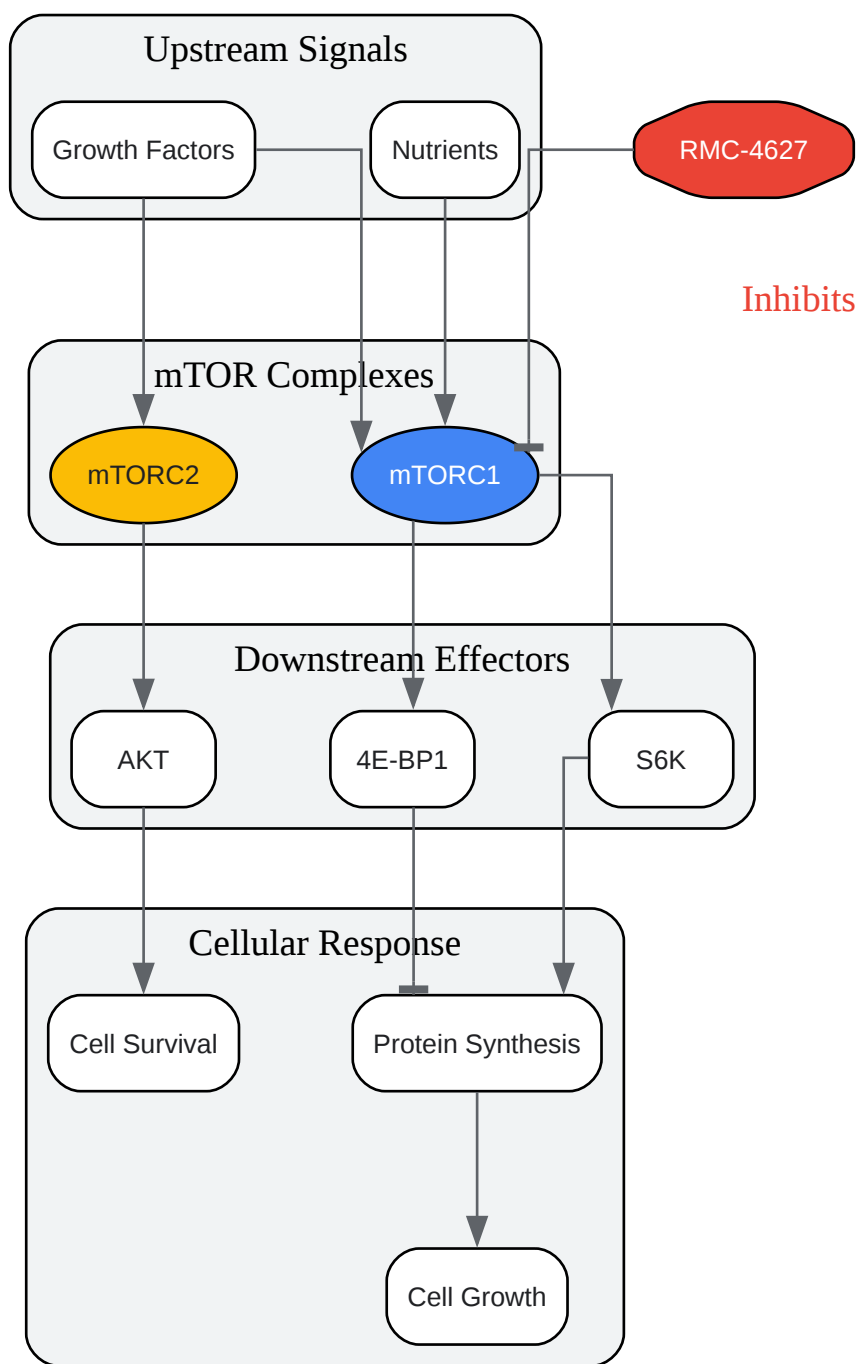 Upstream Signals
Growth Factors
Nutrients
RMC-4627
Inhibits
mTOR Complexes
mTORC2
mTORC1
Downstream Effectors
AKT
4E-BP1
S6K
Cellular Response
Cell Survival
Protein Synthesis
Cell Growth